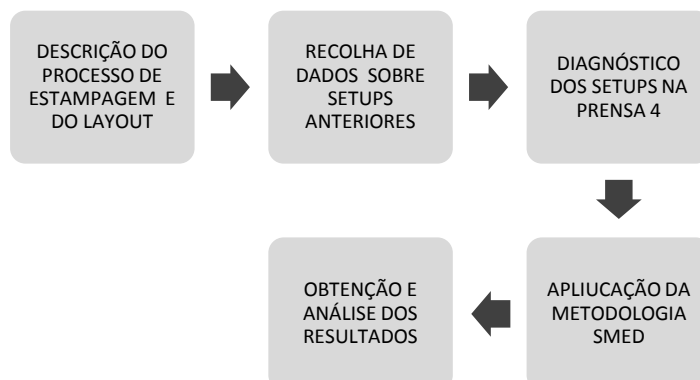 DESCRIÇÃO DO
PROCESSO DE
ESTAMPAGEM E
DO LAYOUT
RECOLHA DE
DADOS SOBRE
SETUPS
ANTERIORES
DIAGNÓSTICO
DOS SETUPS NA
PRENSA 4
APLIUCAÇÃO DA
METODOLOGIA
SMED
OBTENÇÃO E
ANÁLISE DOS
RESULTADOS